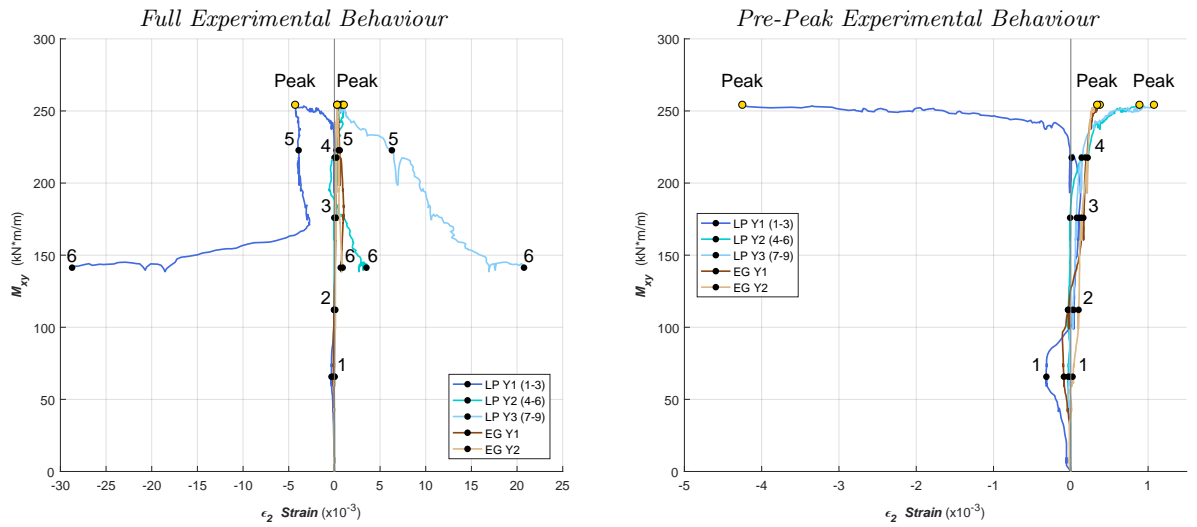 Full Experimental Behaviour
300
250
200
150
100
50
0
-30 -25 -20 -15 -10 -5 0 5 10 15 20 25
M_xy (kN*m/m)
ϵ_2 Strain (x10^-3)
Peak Peak
5 5 5
4
3
6 6 6 6
2
1
LP Y1 (1-3)
LP Y2 (4-6)
LP Y3 (7-9)
EG Y1
EG Y2
Pre-Peak Experimental Behaviour
300
250
200
150
100
50
0
-5 -4 -3 -2 -1 0 1
M_xy (kN*m/m)
ϵ_2 Strain (x10^-3)
Peak Peak Peak
4
3
2
1 1
LP Y1 (1-3)
LP Y2 (4-6)
LP Y3 (7-9)
EG Y1
EG Y2